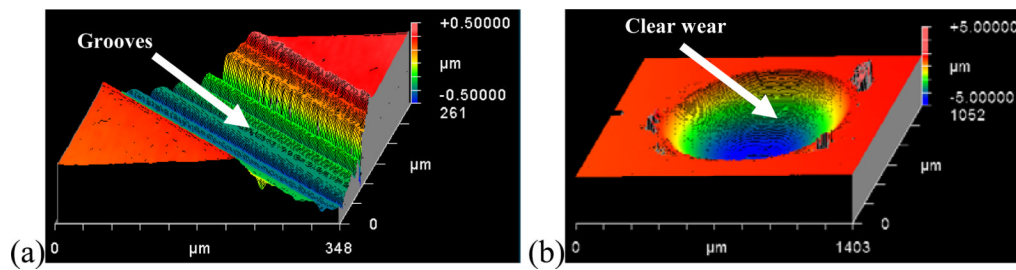 Grooves
+0.50000
µm
-0.50000
261
µm
0
0
µm
348
(a)
Clear wear
+5.00000
µm
-5.00000
1052
µm
0
0
µm
1403
(b)